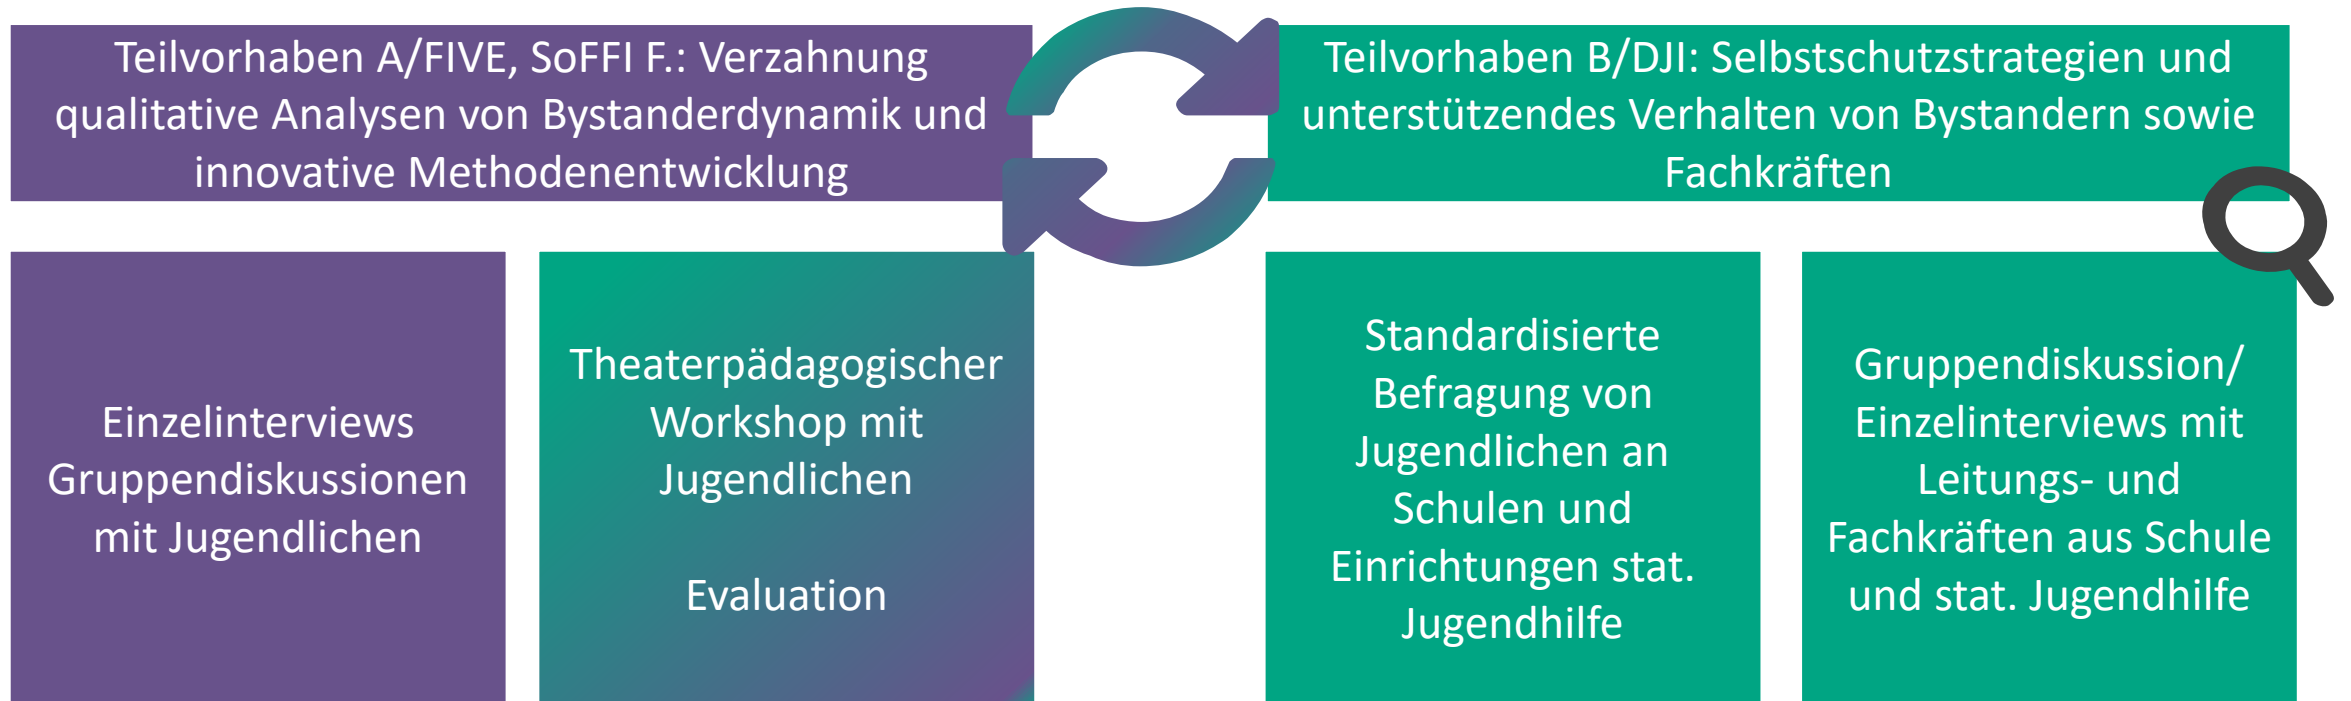 Teilvorhaben A/FIVE, SoFFI F.: Verzahnung
qualitative Analysen von Bystanderdynamik und
innovative Methodenentwicklung
Teilvorhaben B/DJI: Selbstschutzstrategien und
unterstützendes Verhalten von Bystandern sowie
Fachkräften
Einzelinterviews
Gruppendiskussionen
mit Jugendlichen
Theaterpädagogischer
Workshop mit
Jugendlichen
Evaluation
Standardisierte
Befragung von
Jugendlichen an
Schulen und
Einrichtungen stat.
Jugendhilfe
Gruppendiskussion/
Einzelinterviews mit
Leitungs- und
Fachkräften aus Schule
und stat. Jugendhilfe